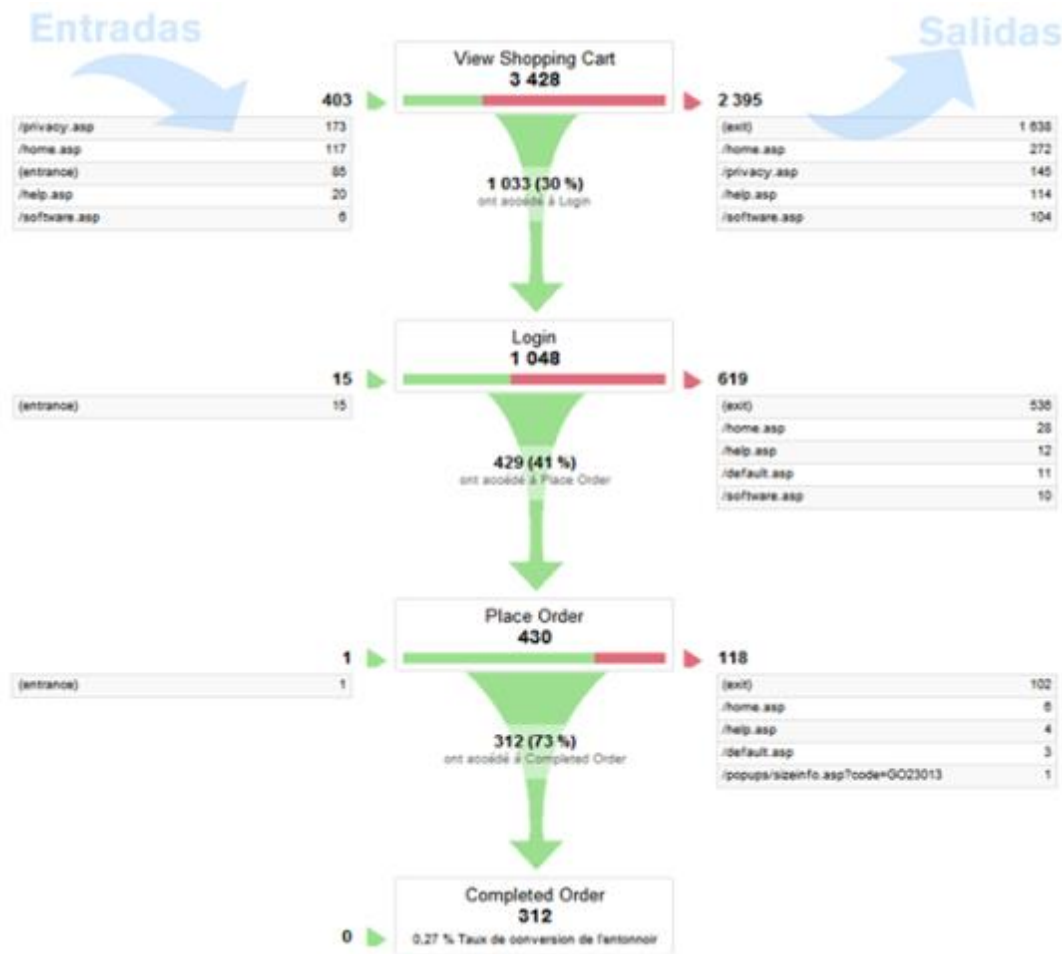 Entradas
Salidas
View Shopping Cart
3 428
403
2 395
/privacy.asp 173
/home.asp 117
(entrance) 85
/help.asp 20
/software.asp 6
(exit) 1 638
/home.asp 272
/privacy.asp 145
/help.asp 114
/software.asp 104
1 033 (30 %)
ont accédé à Login
Login
1 048
15
619
(entrance) 15
(exit) 536
/home.asp 28
/help.asp 12
/default.asp 11
/software.asp 10
429 (41 %)
ont accédé à Place Order
Place Order
430
1
118
(entrance) 1
(exit) 102
/home.asp 6
/help.asp 4
/default.asp 3
/popups/sizeinfo.asp?code=GO23013 1
312 (73 %)
ont accédé à Completed Order
Completed Order
312
0
0,27 % Taux de conversion de l'entonnoir